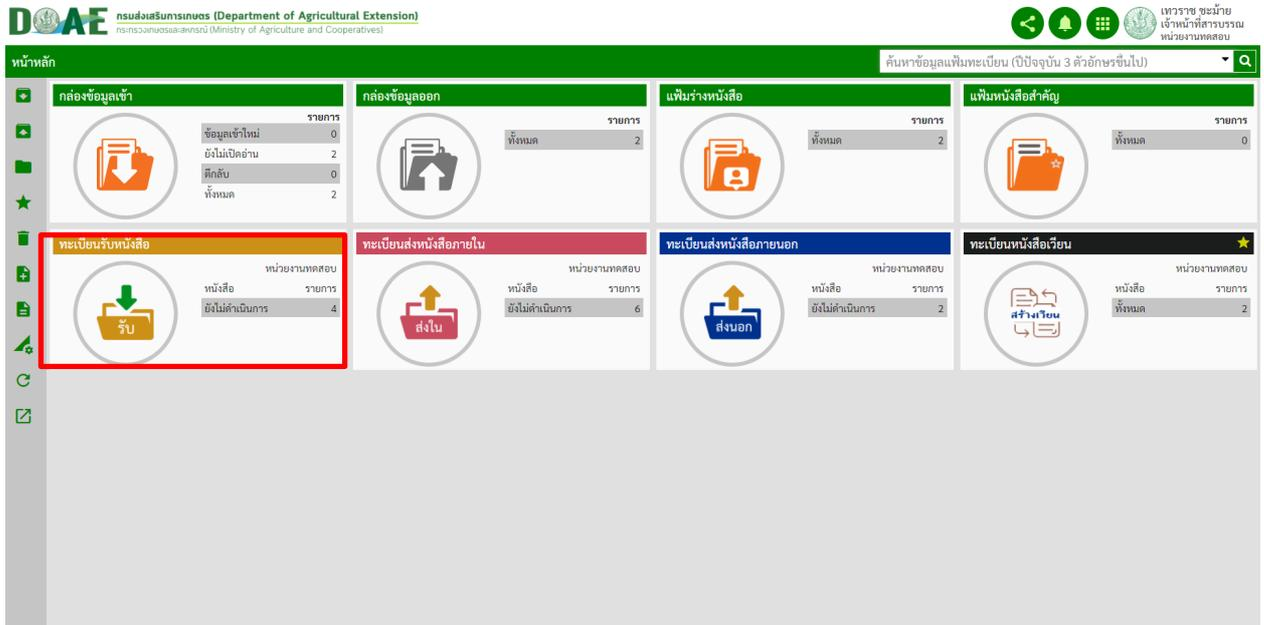 DOAE
กรมส่งเสริมการเกษตร (Department of Agricultural Extension)
กระทรวงเกษตรและสหกรณ์ (Ministry of Agriculture and Cooperatives)
เทวราช ชะม้าย
เจ้าหน้าที่สารบรรณ
หน่วยงานทดสอบ
หน้าหลัก
ค้นหาข้อมูลแฟ้มทะเบียน (ปีปัจจุบัน 3 ตัวอักษรขึ้นไป)
กล่องข้อมูลเข้า
รายการ
ข้อมูลเข้าใหม่ 0
ยังไม่เปิดอ่าน 2
ตีกลับ 0
ทั้งหมด 2
กล่องข้อมูลออก
รายการ
ทั้งหมด 2
แฟ้มร่างหนังสือ
รายการ
ทั้งหมด 2
แฟ้มหนังสือสำคัญ
รายการ
ทั้งหมด 0
ทะเบียนรับหนังสือ
หน่วยงานทดสอบ
หนังสือ รายการ
ยังไม่ดำเนินการ 4
รับ
ทะเบียนส่งหนังสือภายใน
หน่วยงานทดสอบ
หนังสือ รายการ
ยังไม่ดำเนินการ 6
ส่งใน
ทะเบียนส่งหนังสือภายนอก
หน่วยงานทดสอบ
หนังสือ รายการ
ยังไม่ดำเนินการ 2
ส่งนอก
ทะเบียนหนังสือเวียน
หน่วยงานทดสอบ
หนังสือ รายการ
ทั้งหมด 2
สร้างเวียน